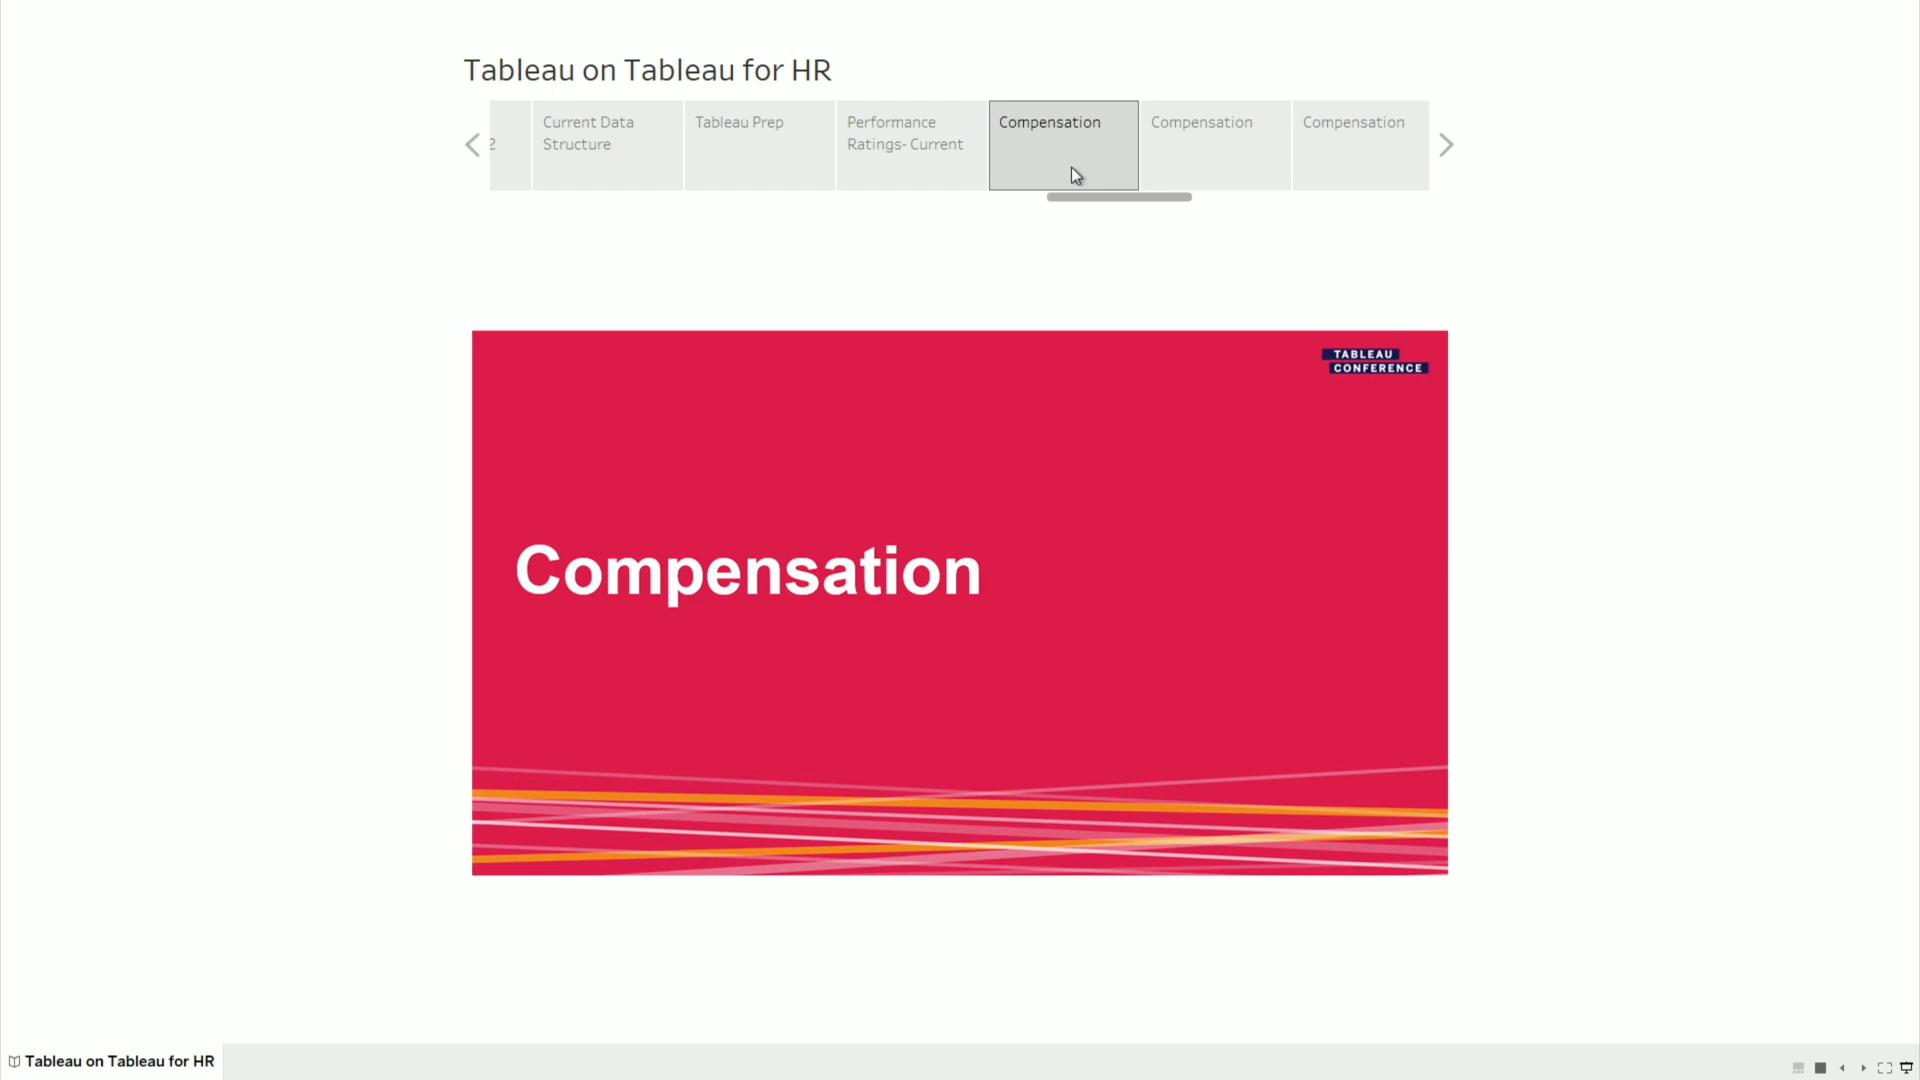 Tableau on Tableau for HR
2
Current Data
Structure
Tableau Prep
Performance
Ratings- Current
Compensation
Compensation
Compensation
TABLEAU
CONFERENCE
Compensation
Tableau on Tableau for HR